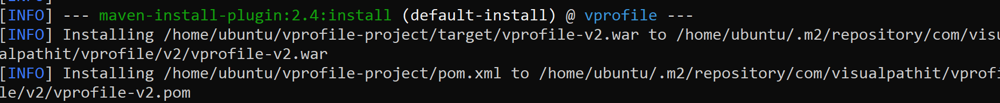 [INFO]
[INFO] --- maven-install-plugin:2.4:install (default-install) @ vprofile ---
[INFO] Installing /home/ubuntu/vprofile-project/target/vprofile-v2.war to /home/ubuntu/.m2/repository/com/visu
alpathit/vprofile/v2/vprofile-v2.war
[INFO] Installing /home/ubuntu/vprofile-project/pom.xml to /home/ubuntu/.m2/repository/com/visualpathit/vprofi
le/v2/vprofile-v2.pom